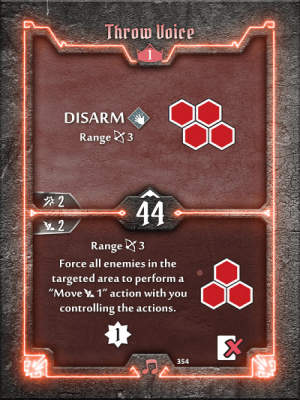 Throw Voice
1
DISARM
Range 3
2
44
2
Range 3
Force all enemies in the
targeted area to perform a
“Move 1” action with you
controlling the actions.
1
354